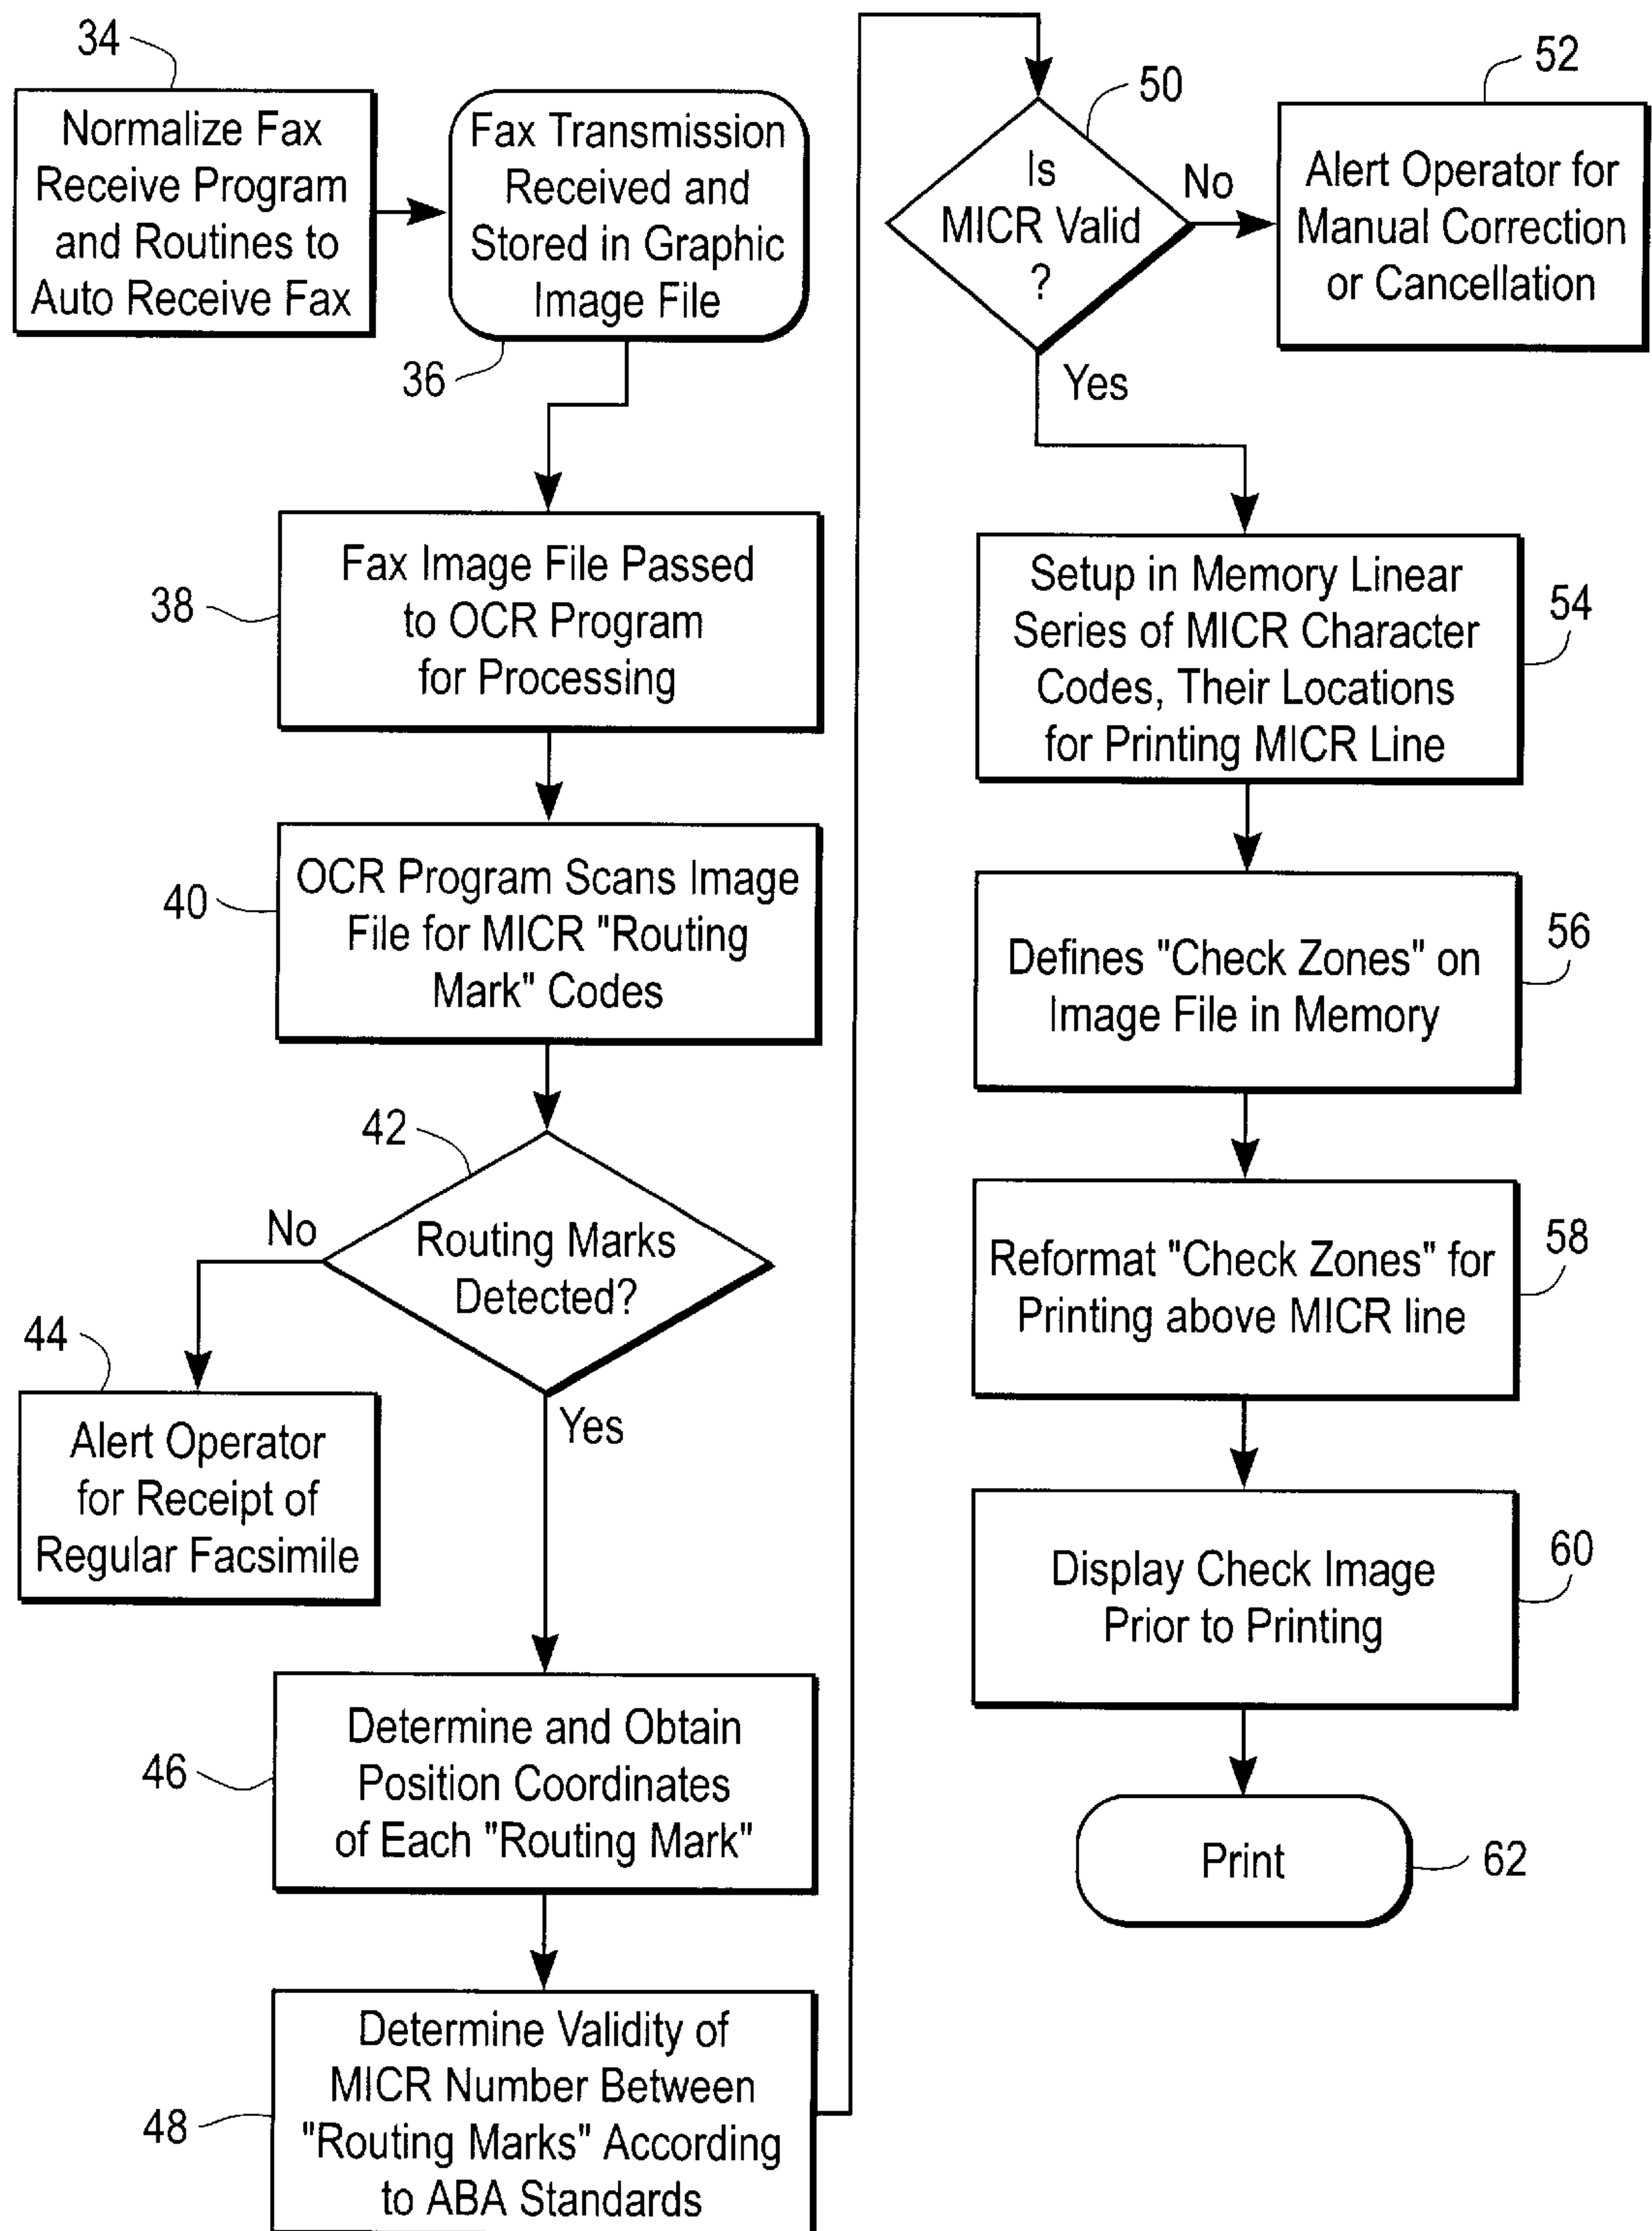 34
Normalize Fax
Receive Program
and Routines to
Auto Receive Fax
Fax Transmission
Received and
Stored in Graphic
Image File
36
38
Fax Image File Passed
to OCR Program
for Processing
40
OCR Program Scans Image
File for MICR "Routing
Mark" Codes
42
Routing Marks
Detected?
No
Yes
44
Alert Operator
for Receipt of
Regular Facsimile
46
Determine and Obtain
Position Coordinates
of Each "Routing Mark"
48
Determine Validity of
MICR Number Between
"Routing Marks" According
to ABA Standards
50
Is
MICR Valid
?
No
Yes
52
Alert Operator for
Manual Correction
or Cancellation
Setup in Memory Linear
Series of MICR Character
Codes, Their Locations
for Printing MICR Line
54
Defines "Check Zones" on
Image File in Memory
56
Reformat "Check Zones" for
Printing above MICR line
58
Display Check Image
Prior to Printing
60
Print
62